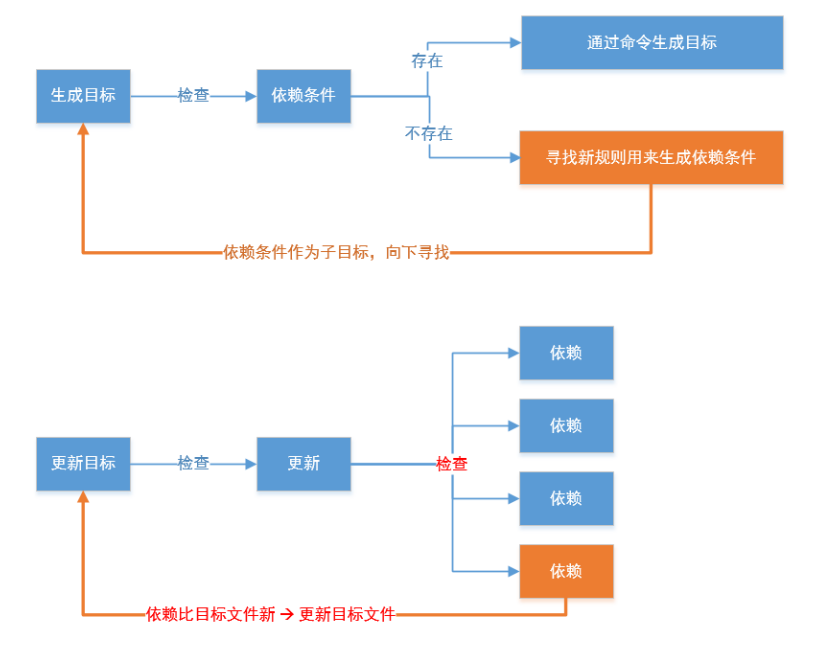 通过命令生成目标
存在
生成目标
检查
依赖条件
不存在
寻找新规则用来生成依赖条件
依赖条件作为子目标，向下寻找
依赖
依赖
更新目标
检查
更新
检查
依赖
依赖
依赖比目标文件新 → 更新目标文件